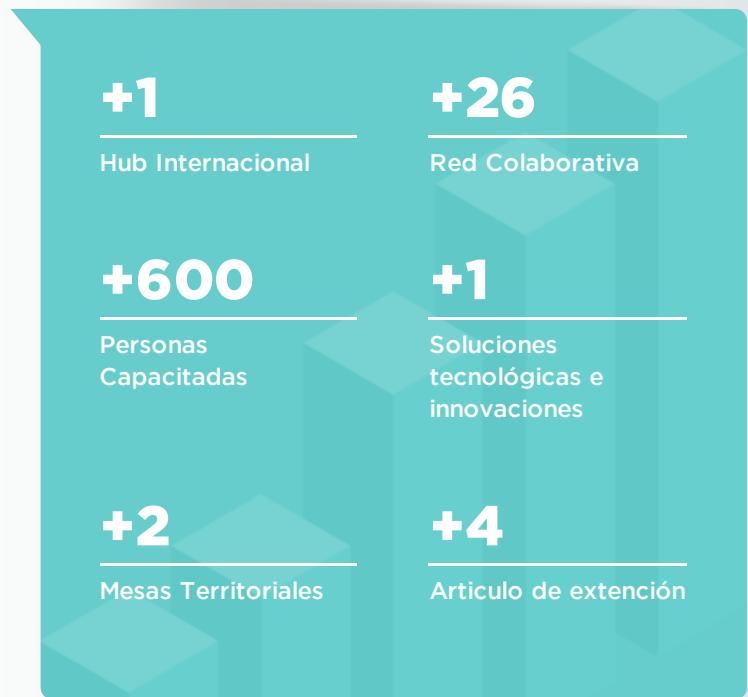 +1
Hub Internacional
+26
Red Colaborativa
+600
Personas
Capacitadas
+1
Soluciones
tecnológicas e
innovaciones
+2
Mesas Territoriales
+4
Articulo de extención